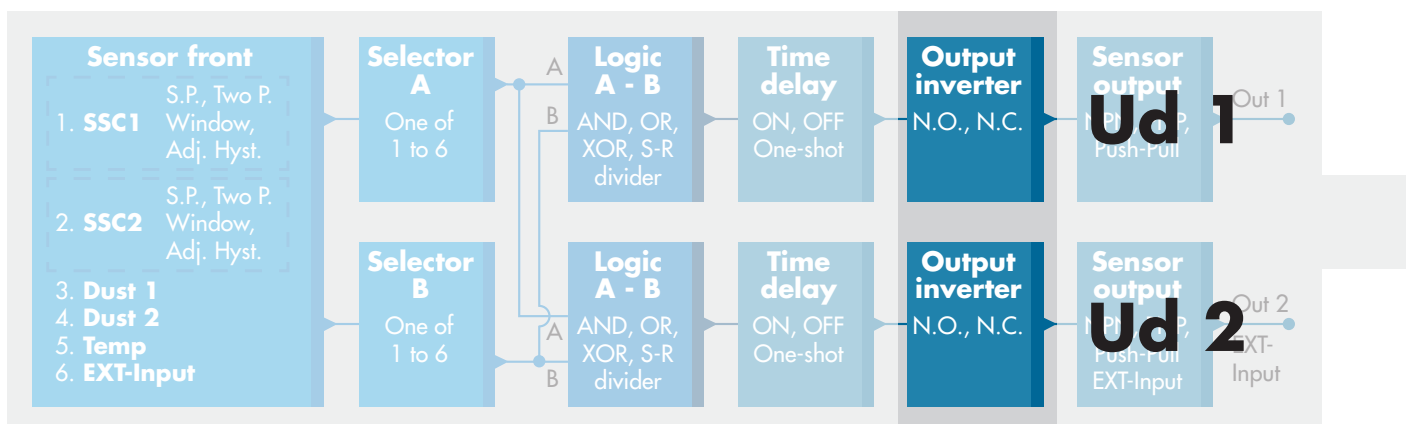 Sensor front
1. SSC1
S.P., Two P.
Window,
Adj. Hyst.
2. SSC2
S.P., Two P.
Window,
Adj. Hyst.
3. Dust 1
4. Dust 2
5. Temp
6. EXT-Input
Selector
A
One of
1 to 6
A
B
Logic
A - B
AND, OR,
XOR, S-R
divider
Time
delay
ON, OFF
One-shot
Output
inverter
N.O., N.C.
Sensor
output
Push-Pull
Ud 1
Out 1
Selector
B
One of
1 to 6
A
B
Logic
A - B
AND, OR,
XOR, S-R
divider
Time
delay
ON, OFF
One-shot
Output
inverter
N.O., N.C.
Sensor
output
Push-Pull
EXT-Input
Ud 2
Out 2
EXT-
Input